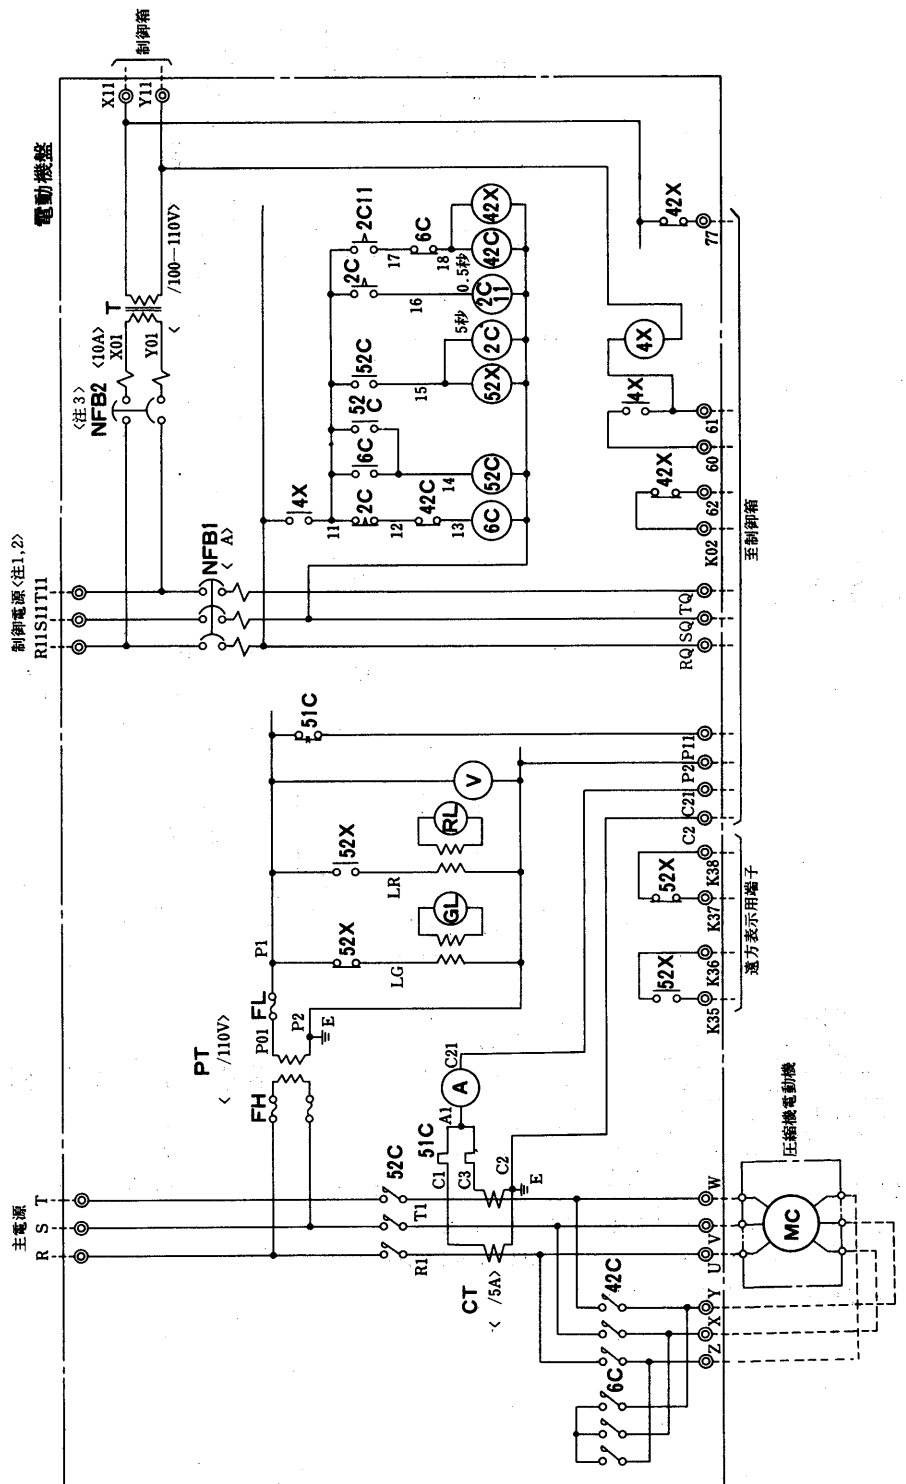 電動機盤
制御箱
X11
Y11
T
/100—110V>
<
<10A>
X01
Y01
<注3>
NFB2
制御電源<注1,2>
R11
S11
T11
NFB1
< A>
4X
11
2C
12
42C
13
6C
6C
52C
14
52C
52C
15
52X
5秒
2C
2C
16
0.5秒
2C11
2C11
17
6C
18
42C
42X
42X
77
4X
4X
61
60
42X
62
K02
至制御箱
RQ
SQ
TQ
51C
V
RL
52X
LR
GL
52X
LG
P1
FL
P01
P2
E
PT
< /110V>
FH
P11
P2
C21
C2
52X
K38
K37
52X
K36
K35
遠方表示用端子
主電源
R
S
T
52C
R1
T1
51C
A1
A
C21
C1
C3
C2
E
CT
< /5A>
42C
6C
W
V
U
Y
X
Z
MC
圧縮機電動機